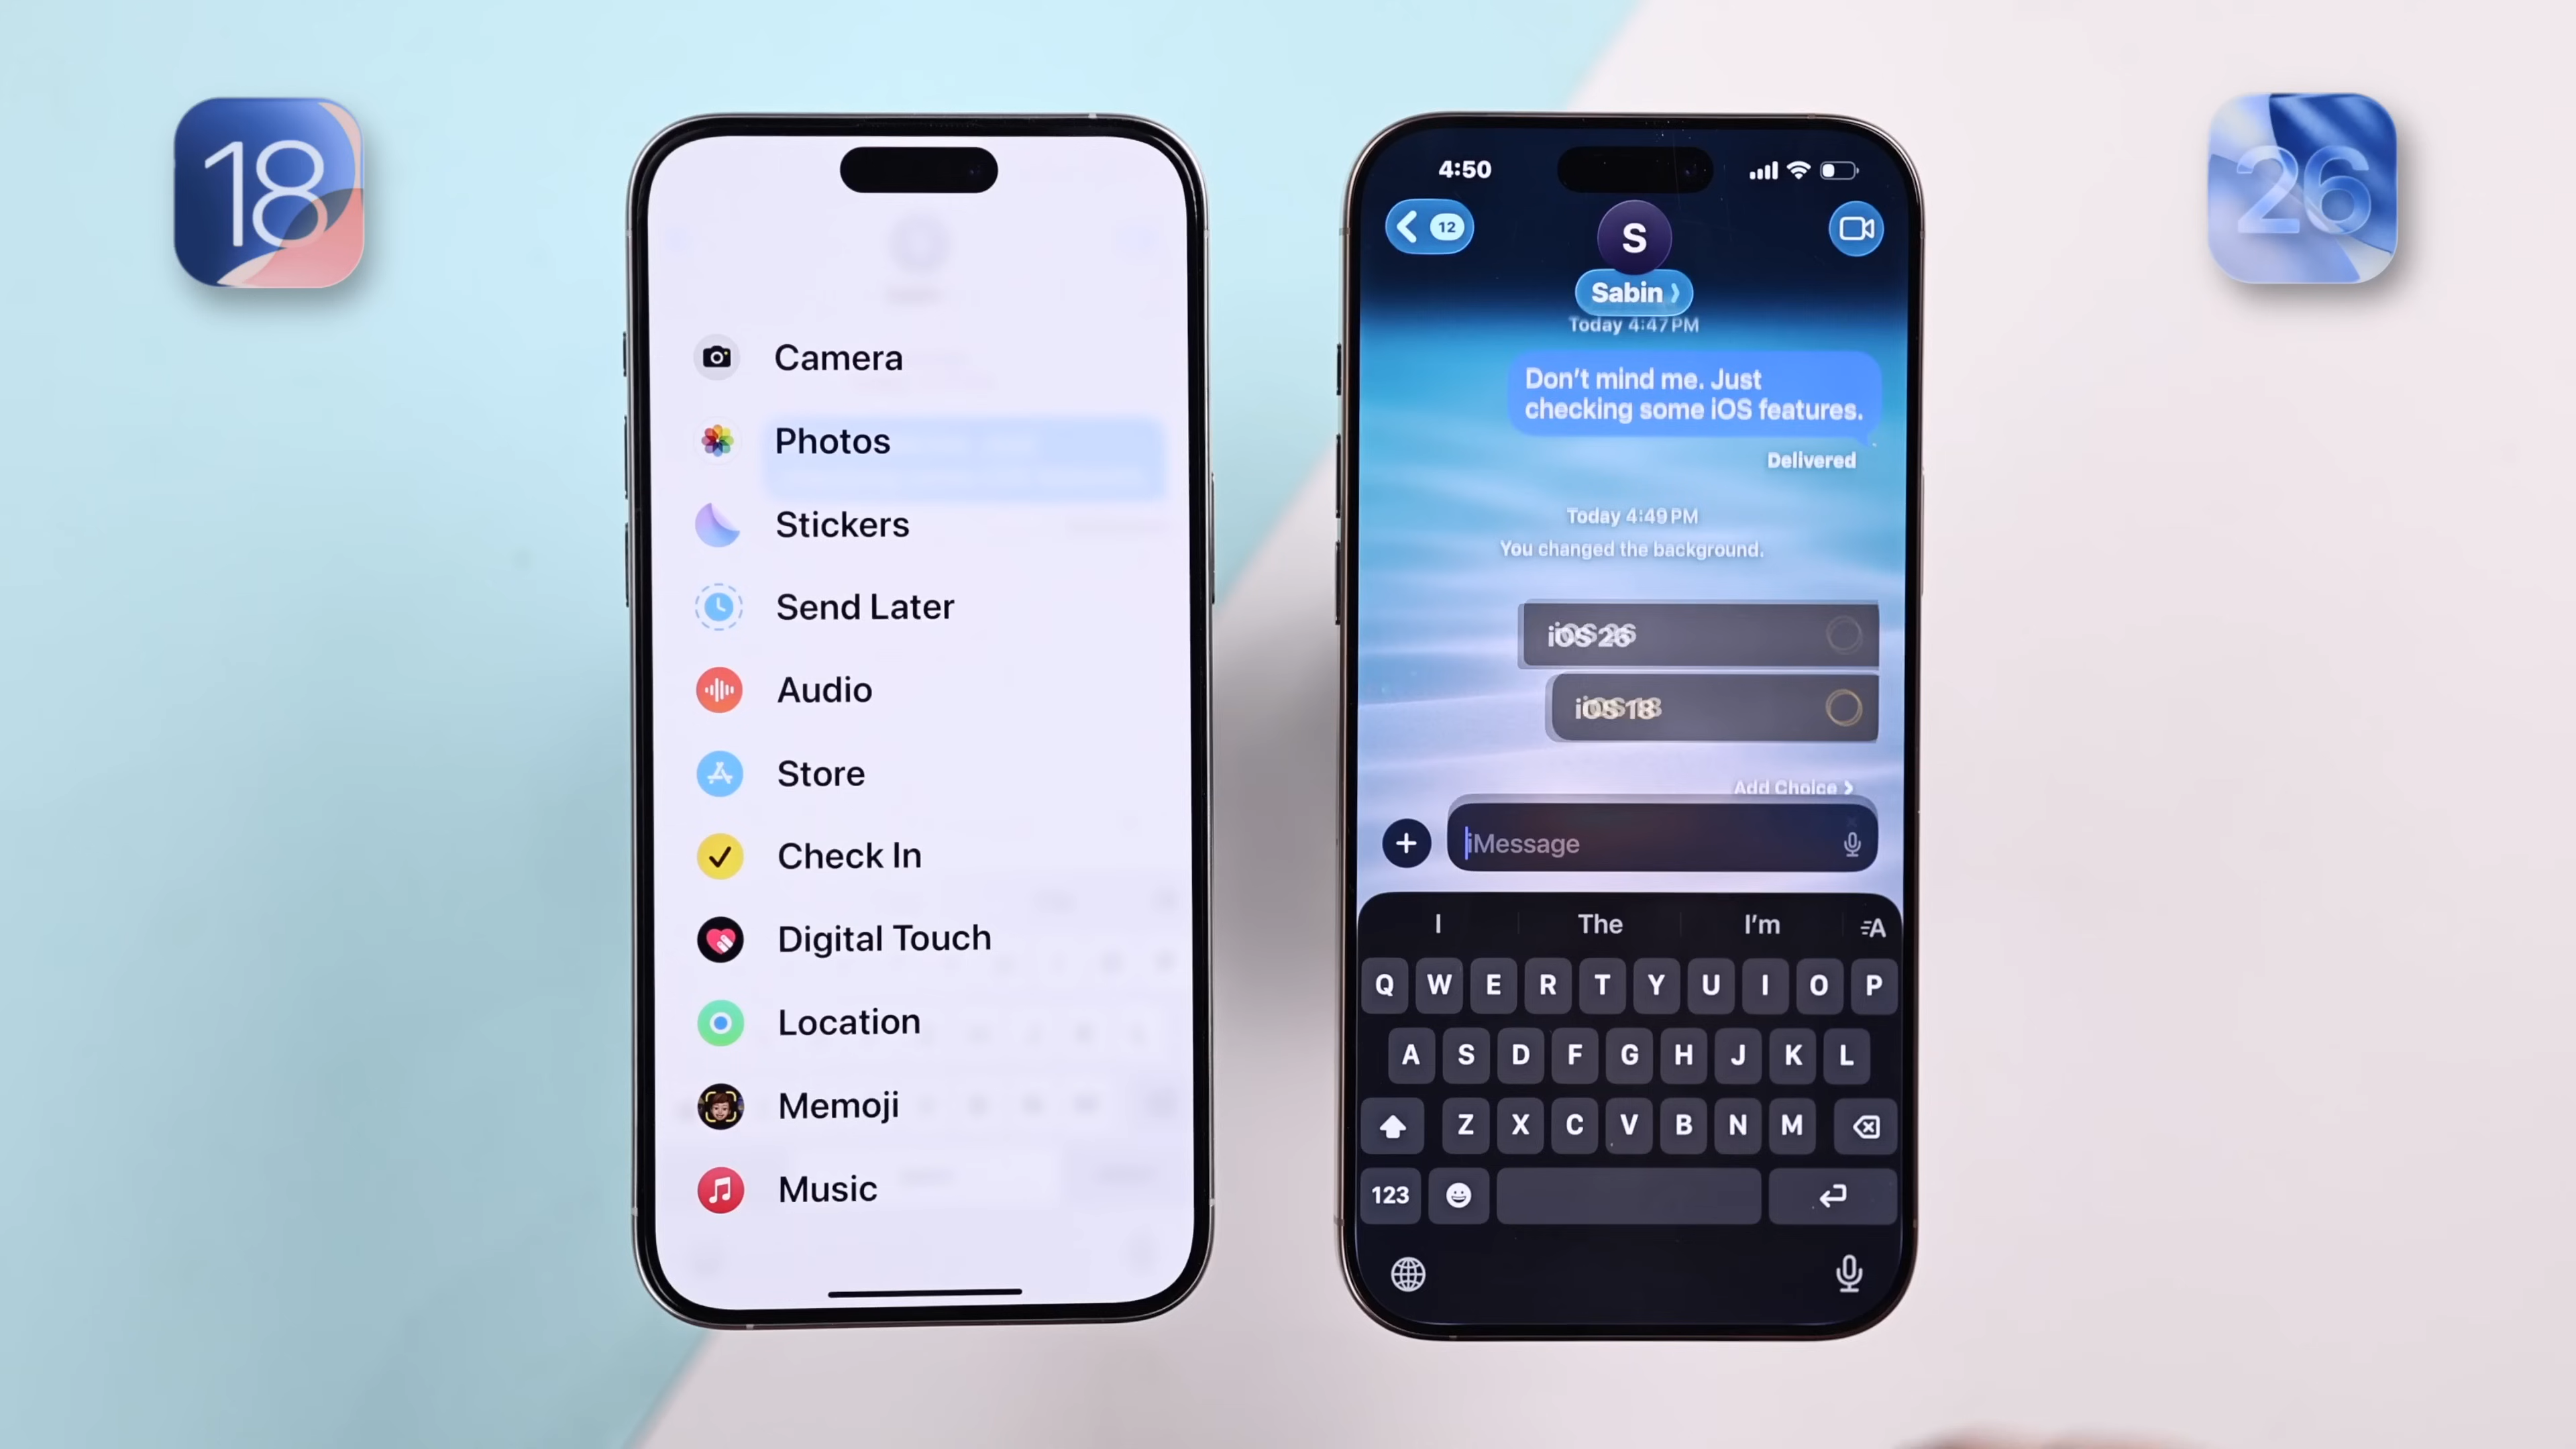 18
26
Camera
Photos
Stickers
Send Later
Audio
Store
Check In
Digital Touch
Location
Memoji
Music
4:50
12
S
Sabin
Today 4:47 PM
Don’t mind me. Just
checking some iOS features.
Delivered
Today 4:49 PM
You changed the background.
iOS 26
iOS 18
Add Choice
iMessage
I The I’m A
Q W E R T Y U I O P
A S D F G H J K L
Z X C V B N M
123